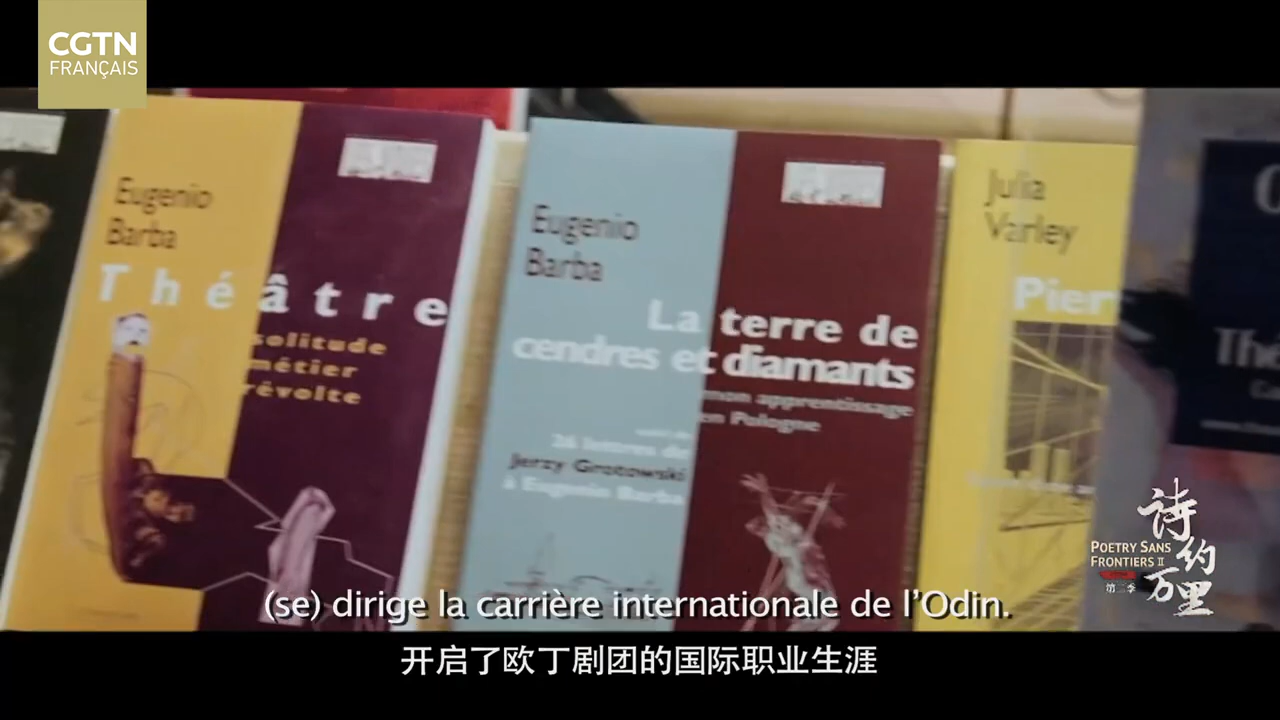 CGTN
FRANÇAIS
Eugenio
Barba
Théâtre
solitude
métier
révolte
Eugenio
Barba
La terre de
cendres et diamants
mon apprentissage
en Pologne
26 lettres de
Jerzy Grotowski
à Eugenio Barba
Julia
Varley
POETRY SANS
FRONTIERS II
诗约万里
第二季
(se) dirige la carrière internationale de l'Odin.
开启了欧丁剧团的国际职业生涯